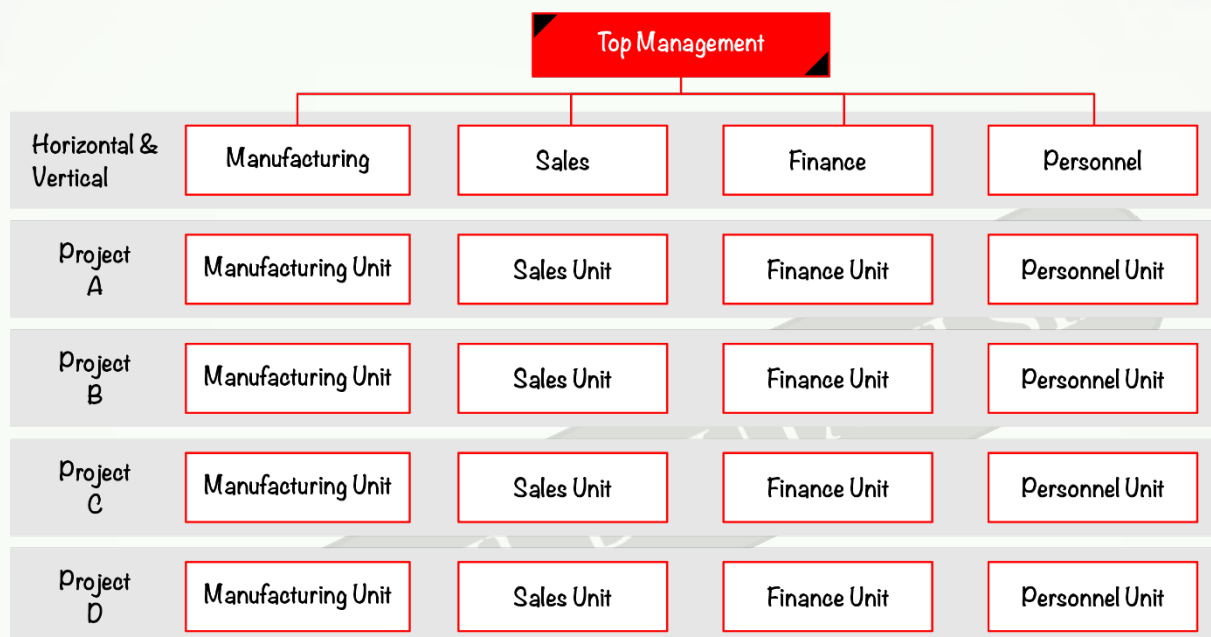 Top Management
Horizontal &
Vertical
Manufacturing
Sales
Finance
Personnel
Project
A
Manufacturing Unit
Sales Unit
Finance Unit
Personnel Unit
Project
B
Manufacturing Unit
Sales Unit
Finance Unit
Personnel Unit
Project
C
Manufacturing Unit
Sales Unit
Finance Unit
Personnel Unit
Project
D
Manufacturing Unit
Sales Unit
Finance Unit
Personnel Unit